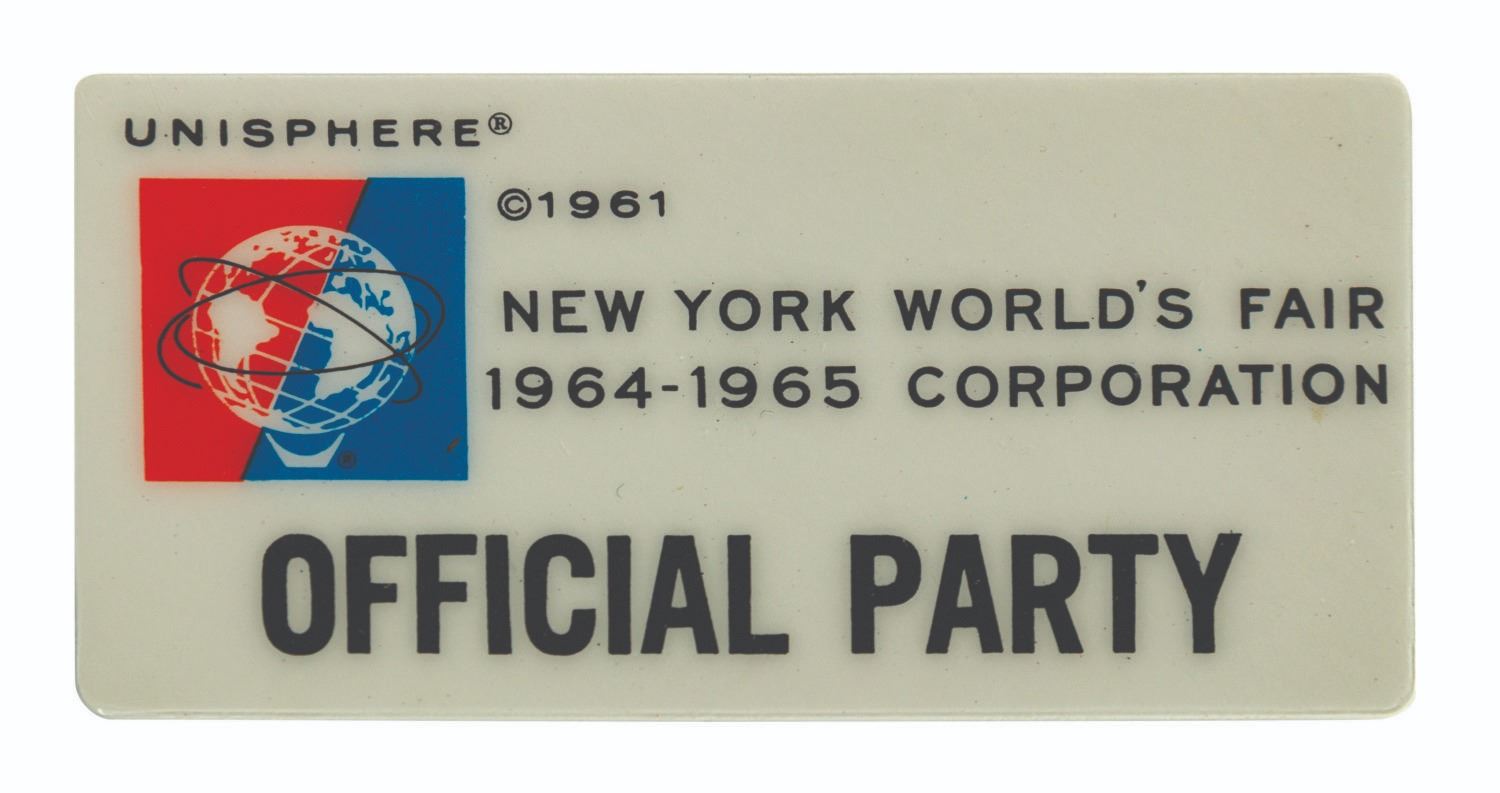 UNISPHERE®
©1961
NEW YORK WORLD'S FAIR
1964-1965 CORPORATION
®
OFFICIAL PARTY